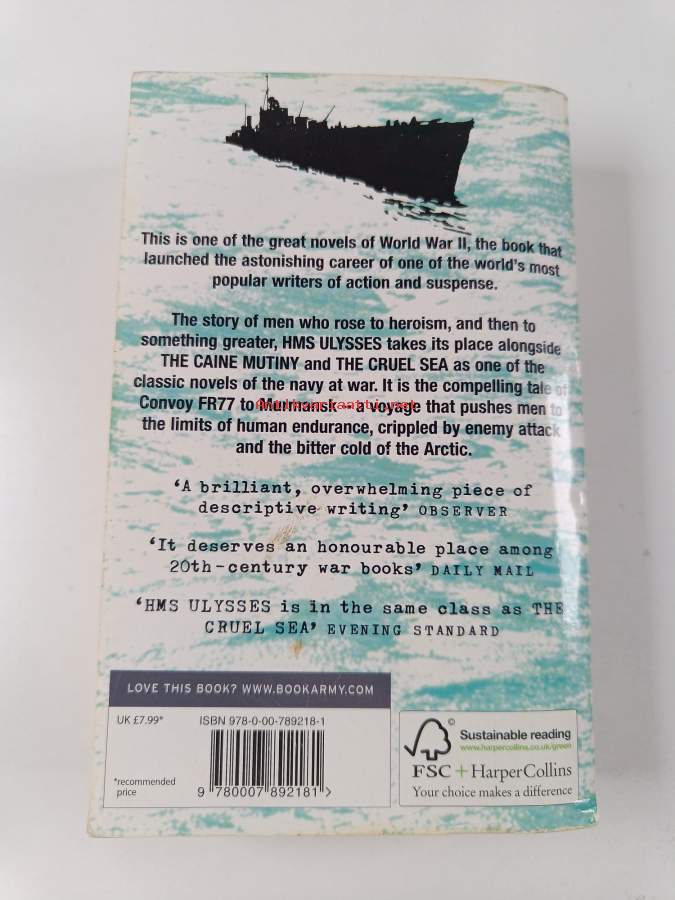 This is one of the great novels of World War II, the book that
launched the astonishing career of one of the world's most
popular writers of action and suspense.
The story of men who rose to heroism, and then to
something greater, HMS ULYSSES takes its place alongside
THE CAINE MUTINY and THE CRUEL SEA as one of the
classic novels of the navy at war. It is the compelling tale of
Convoy FR77 to Murmansk – a voyage that pushes men to
the limits of human endurance, crippled by enemy attack
and the bitter cold of the Arctic.
‘A brilliant, overwhelming piece of
descriptive writing’ OBSERVER
‘It deserves an honourable place among
20th-century war books’ DAILY MAIL
‘HMS ULYSSES is in the same class as THE
CRUEL SEA’ EVENING STANDARD
LOVE THIS BOOK? WWW.BOOKARMY.COM
UK £7.99*
ISBN 978-0-00-789218-1
*recommended
price
9 780007 892181 >
©
Sustainable reading
www.harpercollins.co.uk/green
FSC + HarperCollins
Your choice makes a difference